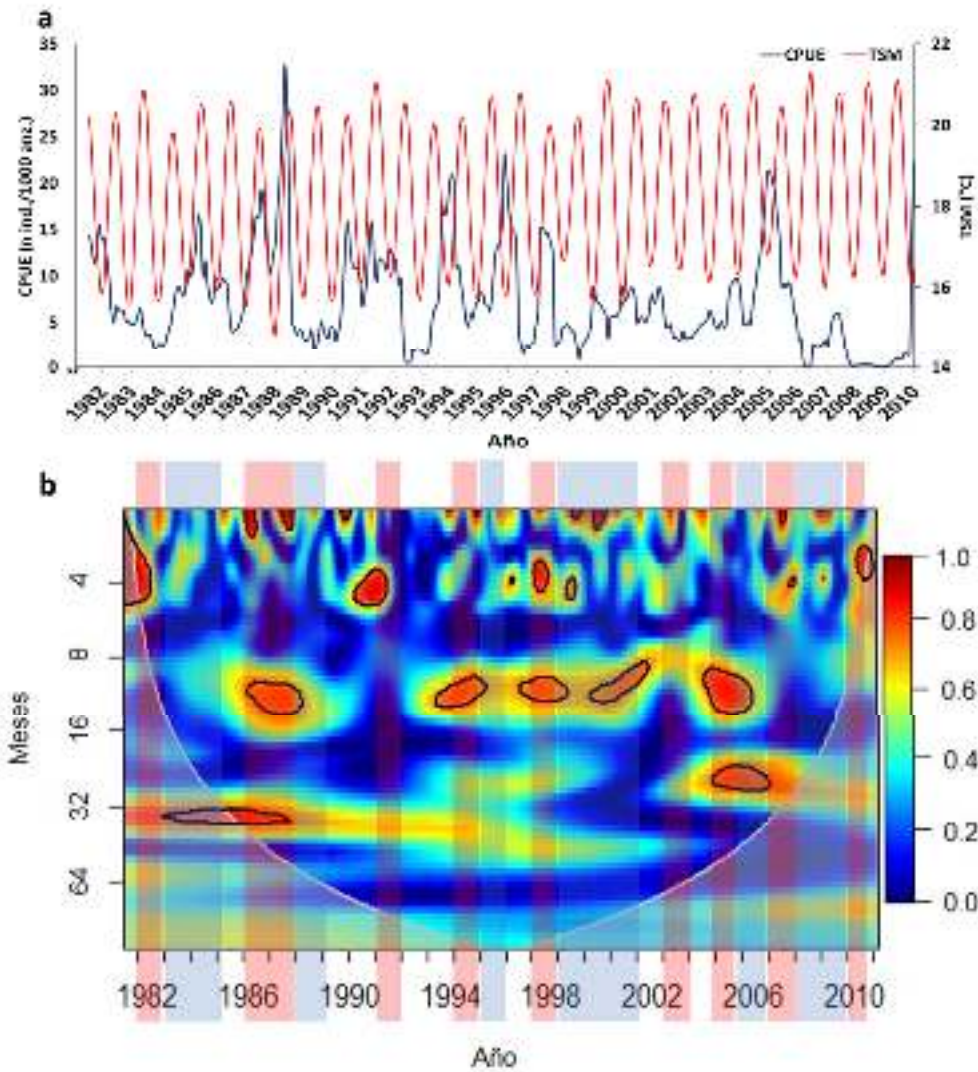 a
35 22
CPUE TSM
30
25 20
20
18
15
10 16
5
0 14
CPUE (n ind./1000 anz.)
TSM (°C)
1982 1983 1984 1985 1986 1987 1988 1989 1990 1991 1992 1993 1994 1995 1996 1997 1998 1999 2000 2001 2002 2003 2004 2005 2006 2007 2008 2009 2010
Año
b
4
8
16
32
64
Meses
1.0
0.8
0.6
0.4
0.2
0.0
1982 1986 1990 1994 1998 2002 2006 2010
Año